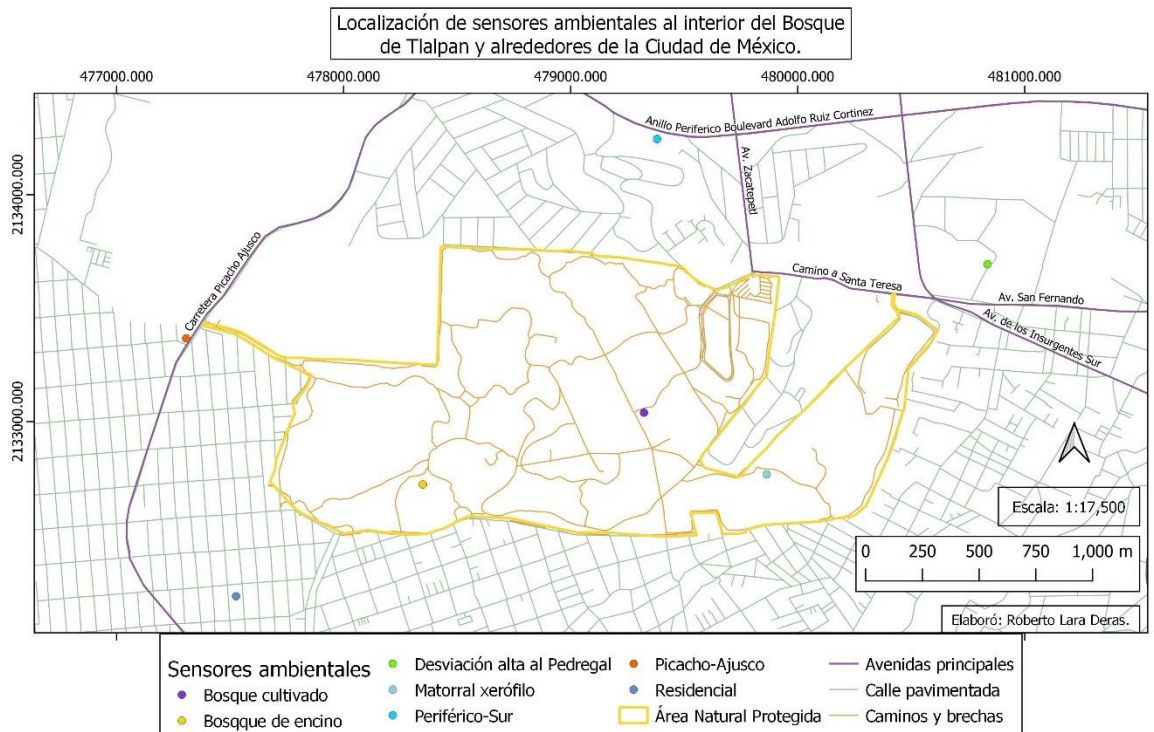 Localización de sensores ambientales al interior del Bosque
de Tlalpan y alrededores de la Ciudad de México.
477000.000 478000.000 479000.000 480000.000 481000.000
2134000.000
2133000.000
Anillo Periferico Boulevard Adolfo Ruiz Cortinez
Av. Zacatepetl
Carretera Picacho Ajusco
Camino a Santa Teresa
Av. San Fernando
Av. de los Insurgentes Sur
Escala: 1:17,500
0 250 500 750 1,000 m
Elaboró: Roberto Lara Deras.
Sensores ambientales
Bosque cultivado
Bosqque de encino
Desviación alta al Pedregal
Matorral xerófilo
Periférico-Sur
Picacho-Ajusco
Residencial
Área Natural Protegida
Avenidas principales
Calle pavimentada
Caminos y brechas